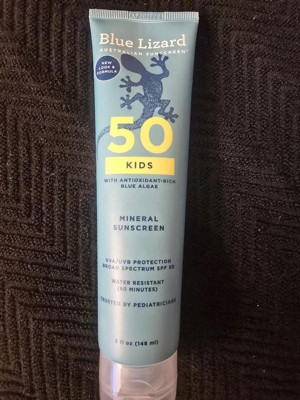 Blue Lizard
AUSTRALIAN SUNSCREEN
NEW
LOOK &
FORMULA
50
KIDS
WITH ANTIOXIDANT-RICH
BLUE ALGAE
MINERAL
SUNSCREEN
UVA/UVB PROTECTION
BROAD SPECTRUM SPF 50
WATER RESISTANT
(80 MINUTES)
TRUSTED BY PEDIATRICIANS
5 fl oz (148 ml)